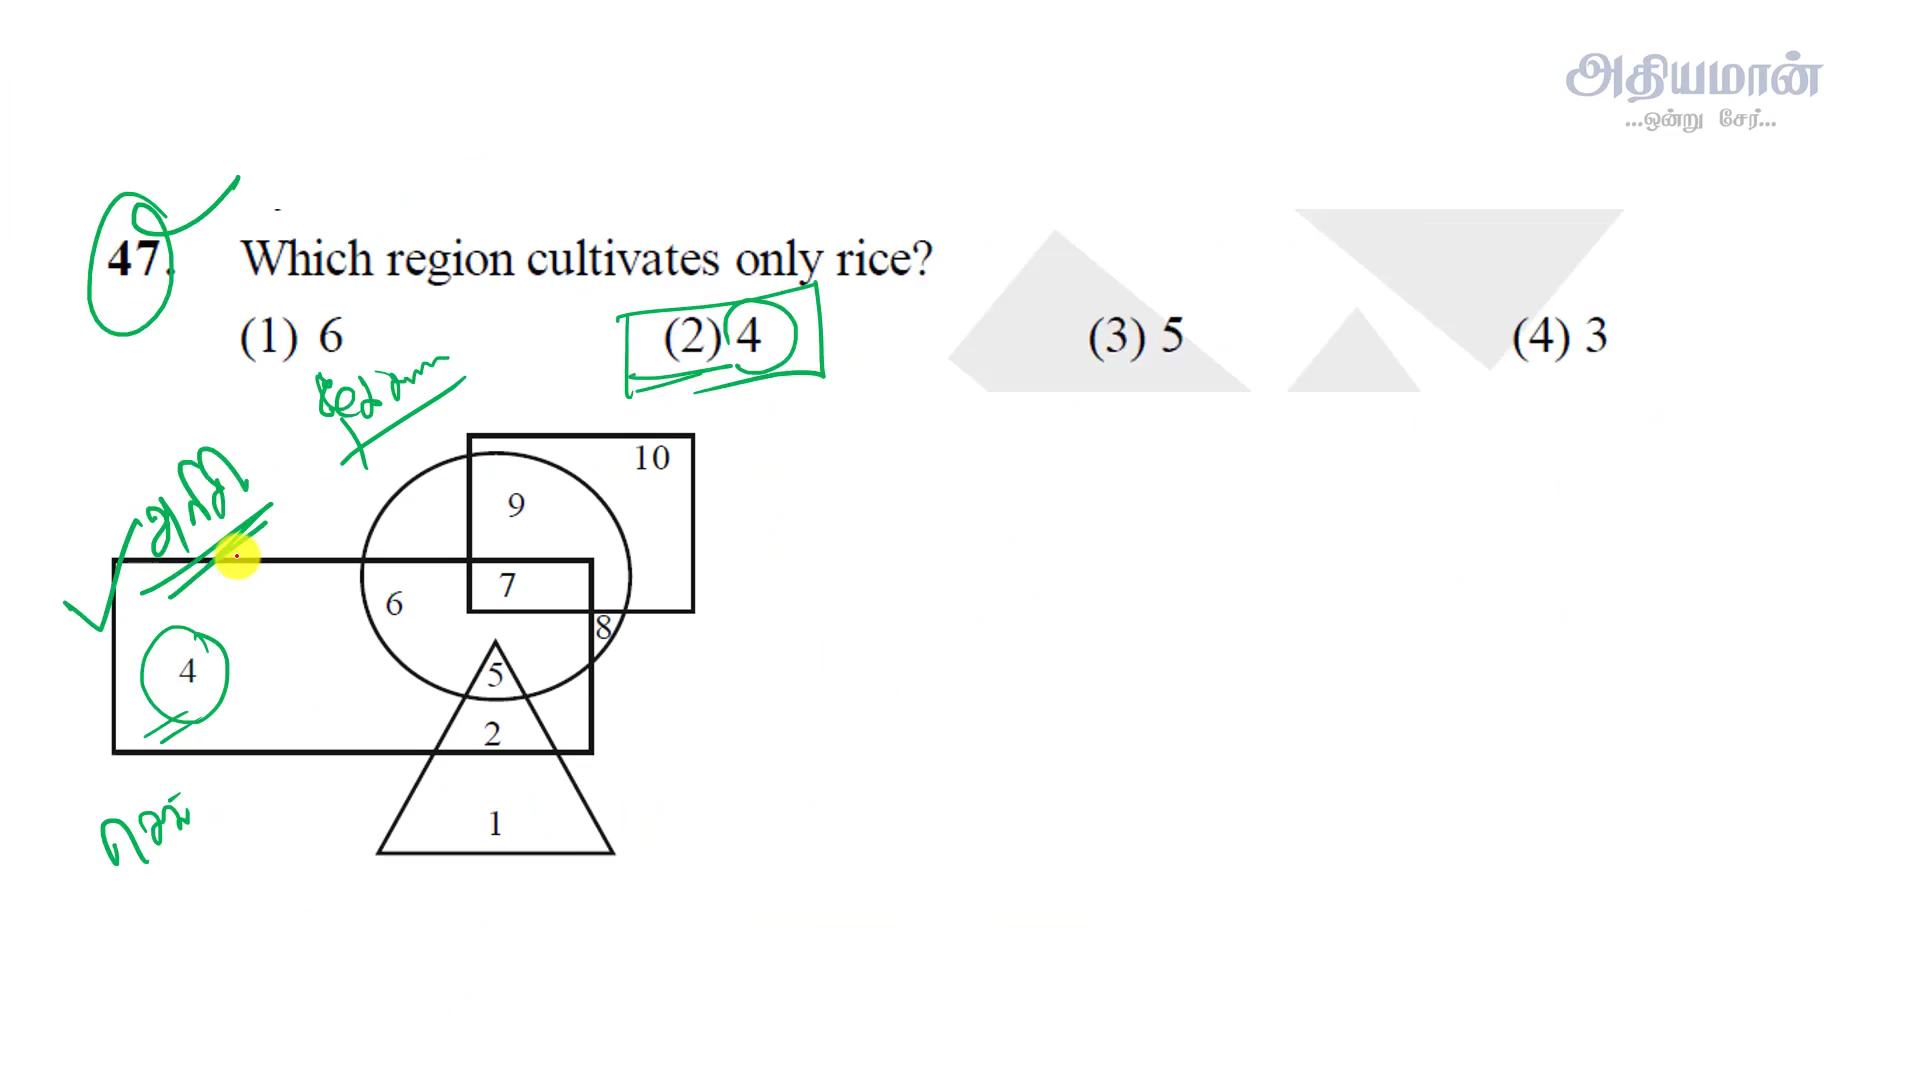 அதியமான்
...ஒன்று சேர்...
47. Which region cultivates only rice?
(1) 6 (2) 4 (3) 5 (4) 3
அரிசி
10
9
7
6
8
4
5
2
1